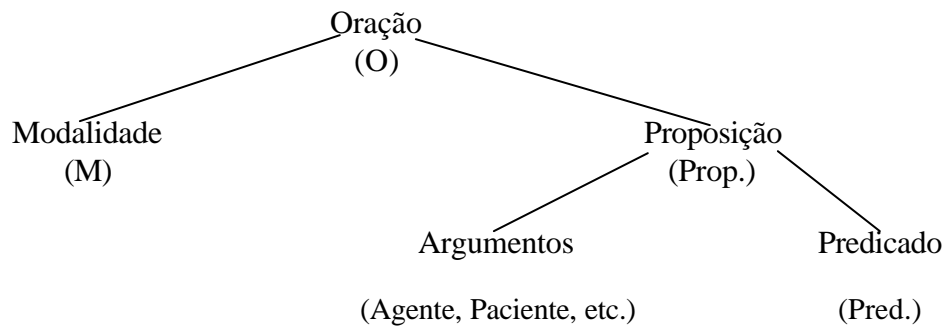 Oração
(O)
Modalidade
(M)
Proposição
(Prop.)
Argumentos
Predicado
(Agente, Paciente, etc.)
(Pred.)